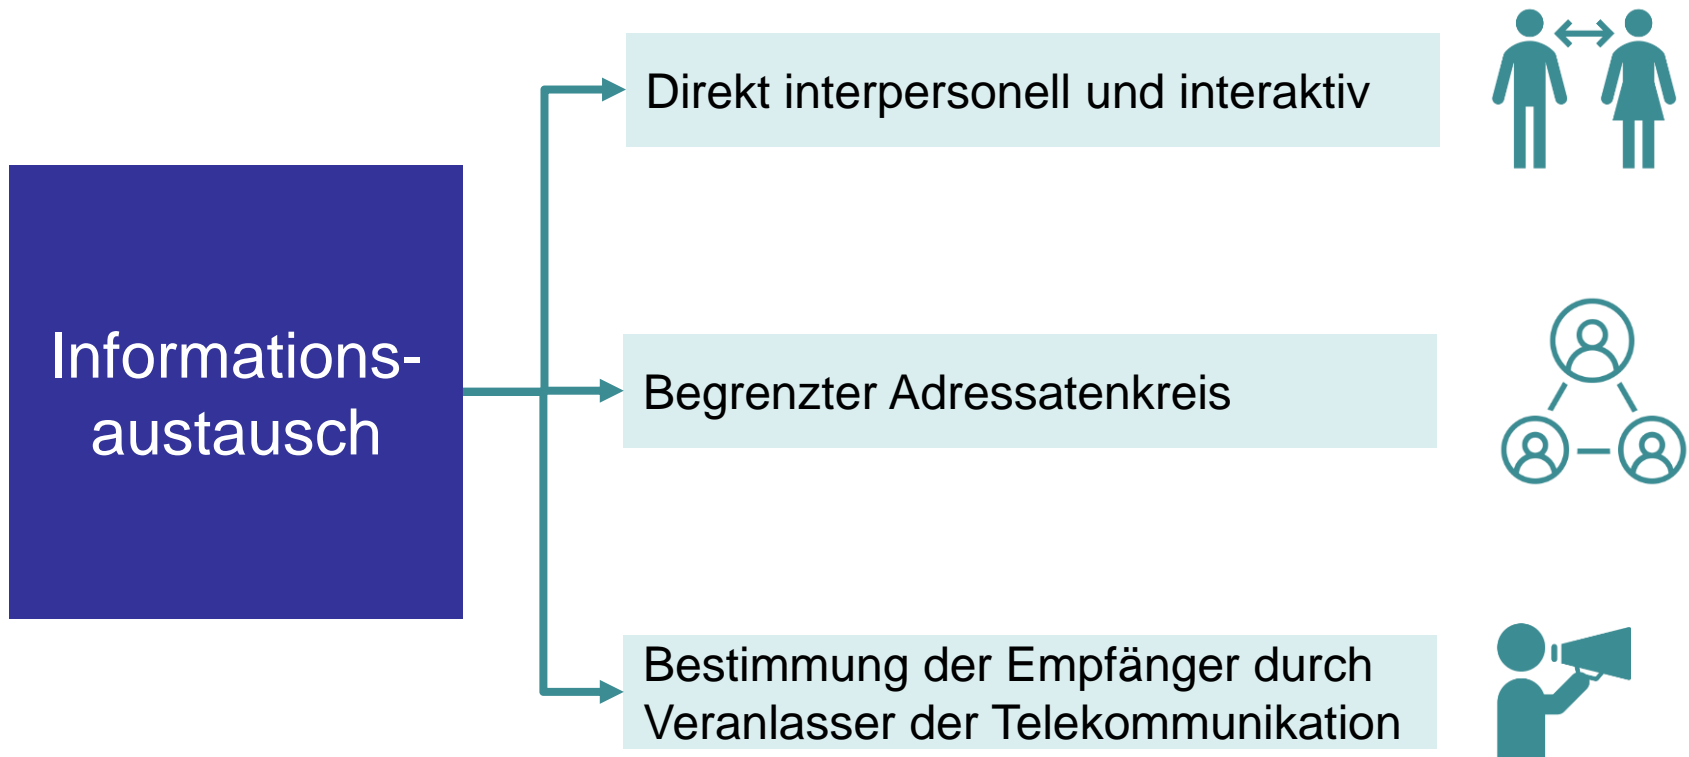 Direkt interpersonell und interaktiv
Informations-
austausch
Begrenzter Adressatenkreis
Bestimmung der Empfänger durch
Veranlasser der Telekommunikation